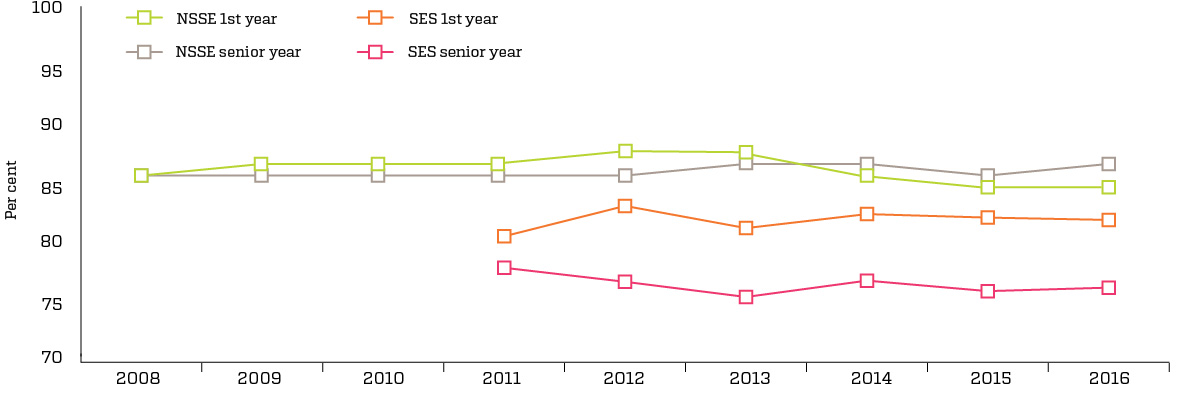 100
NSSE 1st year
SES 1st year
NSSE senior year
SES senior year
95
90
85
80
75
70
Per cent
2008 2009 2010 2011 2012 2013 2014 2015 2016